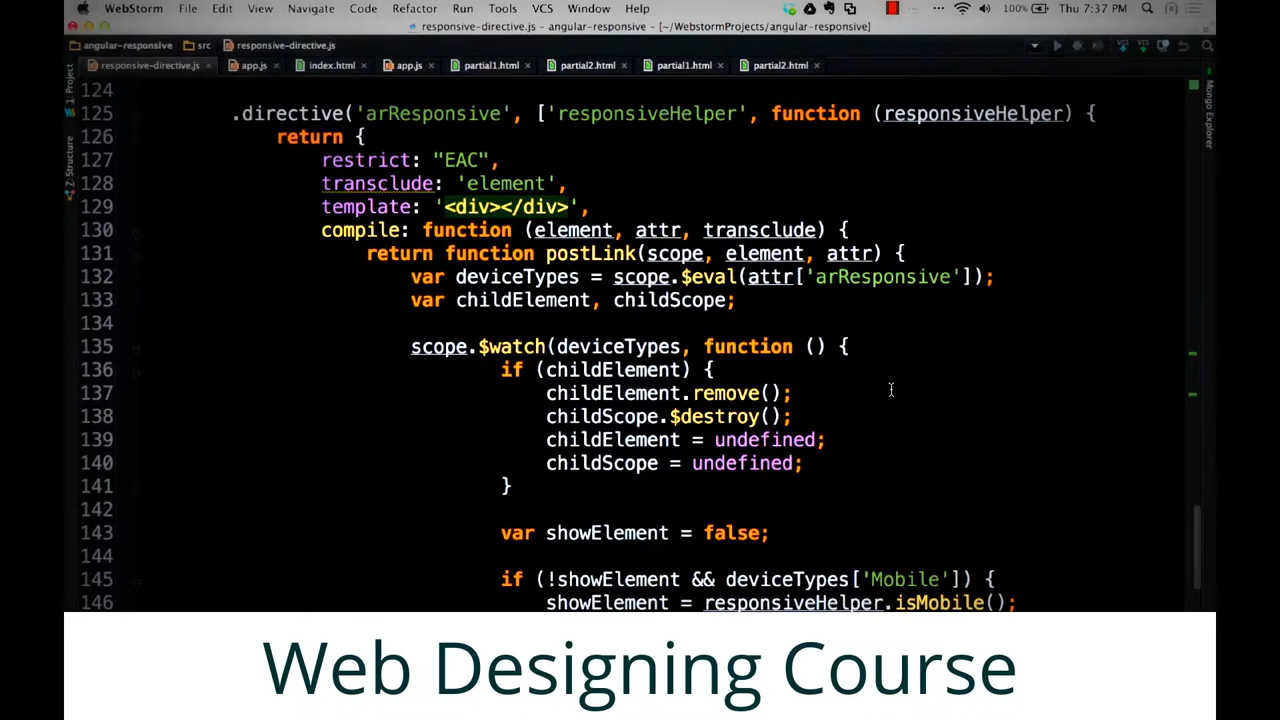 WebStorm File Edit View Navigate Code Refactor Run Tools VCS Window Help 100% Thu 7:37 PM
responsive-directive.js - angular-responsive - [~/WebstormProjects/angular-responsive]
angular-responsive src responsive-directive.js
responsive-directive.js app.js index.html app.js partial1.html partial2.html partial1.html partial2.html
1: Project
Z: Structure
Mongo Explorer
124
125 .directive('arResponsive', ['responsiveHelper', function (responsiveHelper) {
126 return {
127 restrict: "EAC",
128 transclude: 'element',
129 template: '<div></div>',
130 compile: function (element, attr, transclude) {
131 return function postLink(scope, element, attr) {
132 var deviceTypes = scope.$eval(attr['arResponsive']);
133 var childElement, childScope;
134
135 scope.$watch(deviceTypes, function () {
136 if (childElement) {
137 childElement.remove();
138 childScope.$destroy();
139 childElement = undefined;
140 childScope = undefined;
141 }
142
143 var showElement = false;
144
145 if (!showElement && deviceTypes['Mobile']) {
146 showElement = responsiveHelper.isMobile();
Web Designing Course